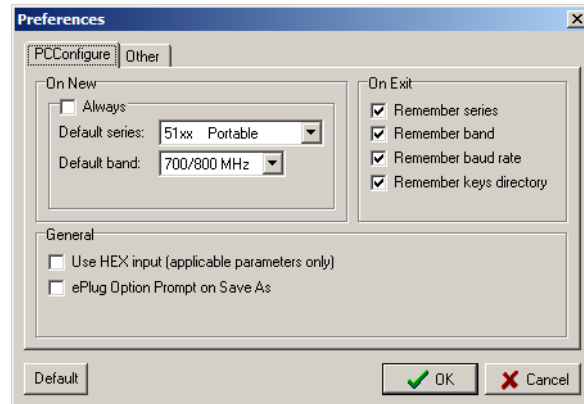 Preferences
PCConfigure Other
On New
Always
Default series: 51xx Portable
Default band: 700/800 MHz
On Exit
Remember series
Remember band
Remember baud rate
Remember keys directory
General
Use HEX input (applicable parameters only)
ePlug Option Prompt on Save As
Default OK Cancel